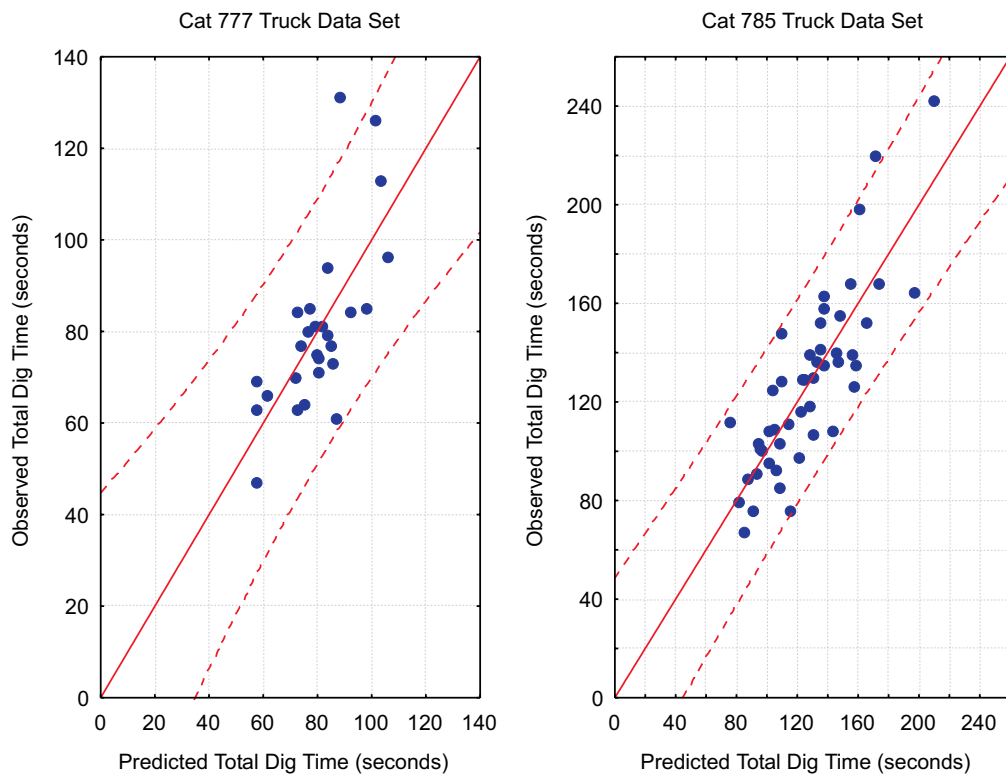 Cat 777 Truck Data Set
140
120
100
80
60
40
20
0
0 20 40 60 80 100 120 140
Observed Total Dig Time (seconds)
Predicted Total Dig Time (seconds)
Cat 785 Truck Data Set
240
200
160
120
80
40
0
0 40 80 120 160 200 240
Observed Total Dig Time (seconds)
Predicted Total Dig Time (seconds)